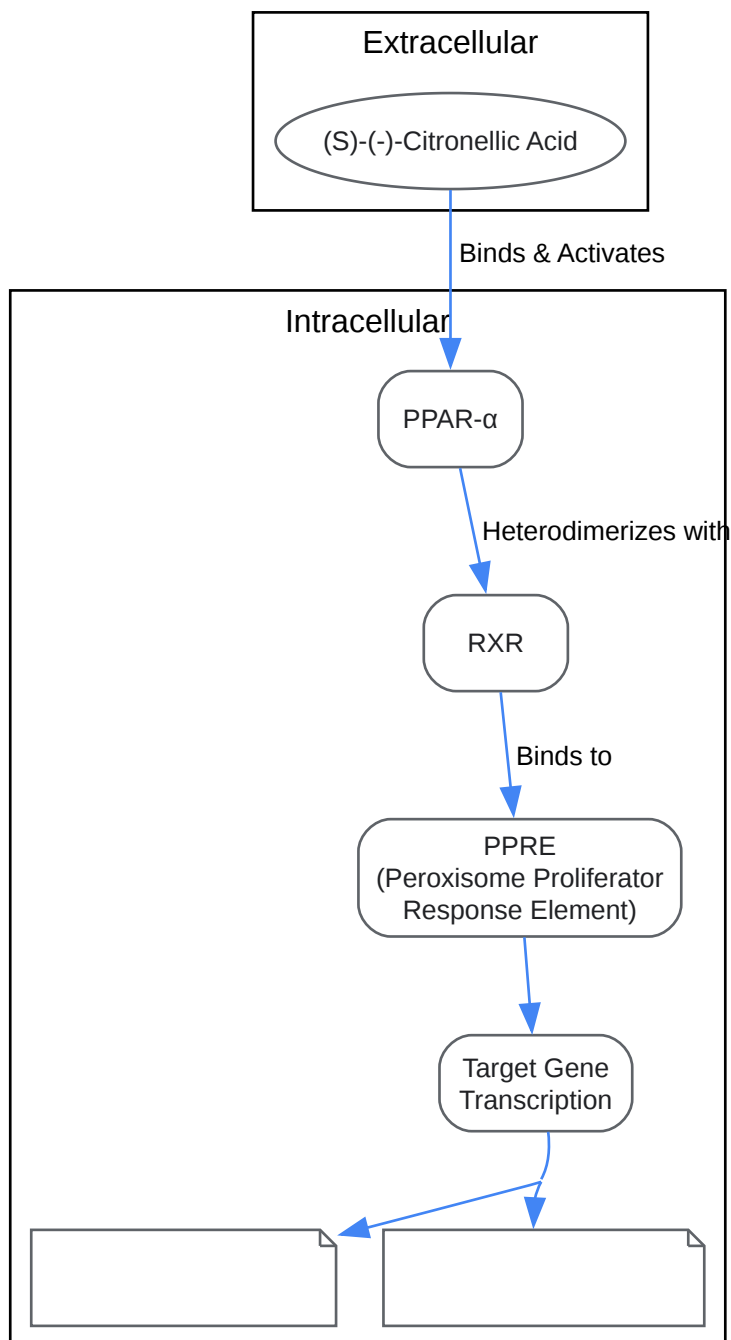 Extracellular
(S)-(-)-Citronellic Acid
Binds & Activates
Intracellular
PPAR-α
Heterodimerizes with
RXR
Binds to
PPRE
(Peroxisome Proliferator
Response Element)
Target Gene
Transcription